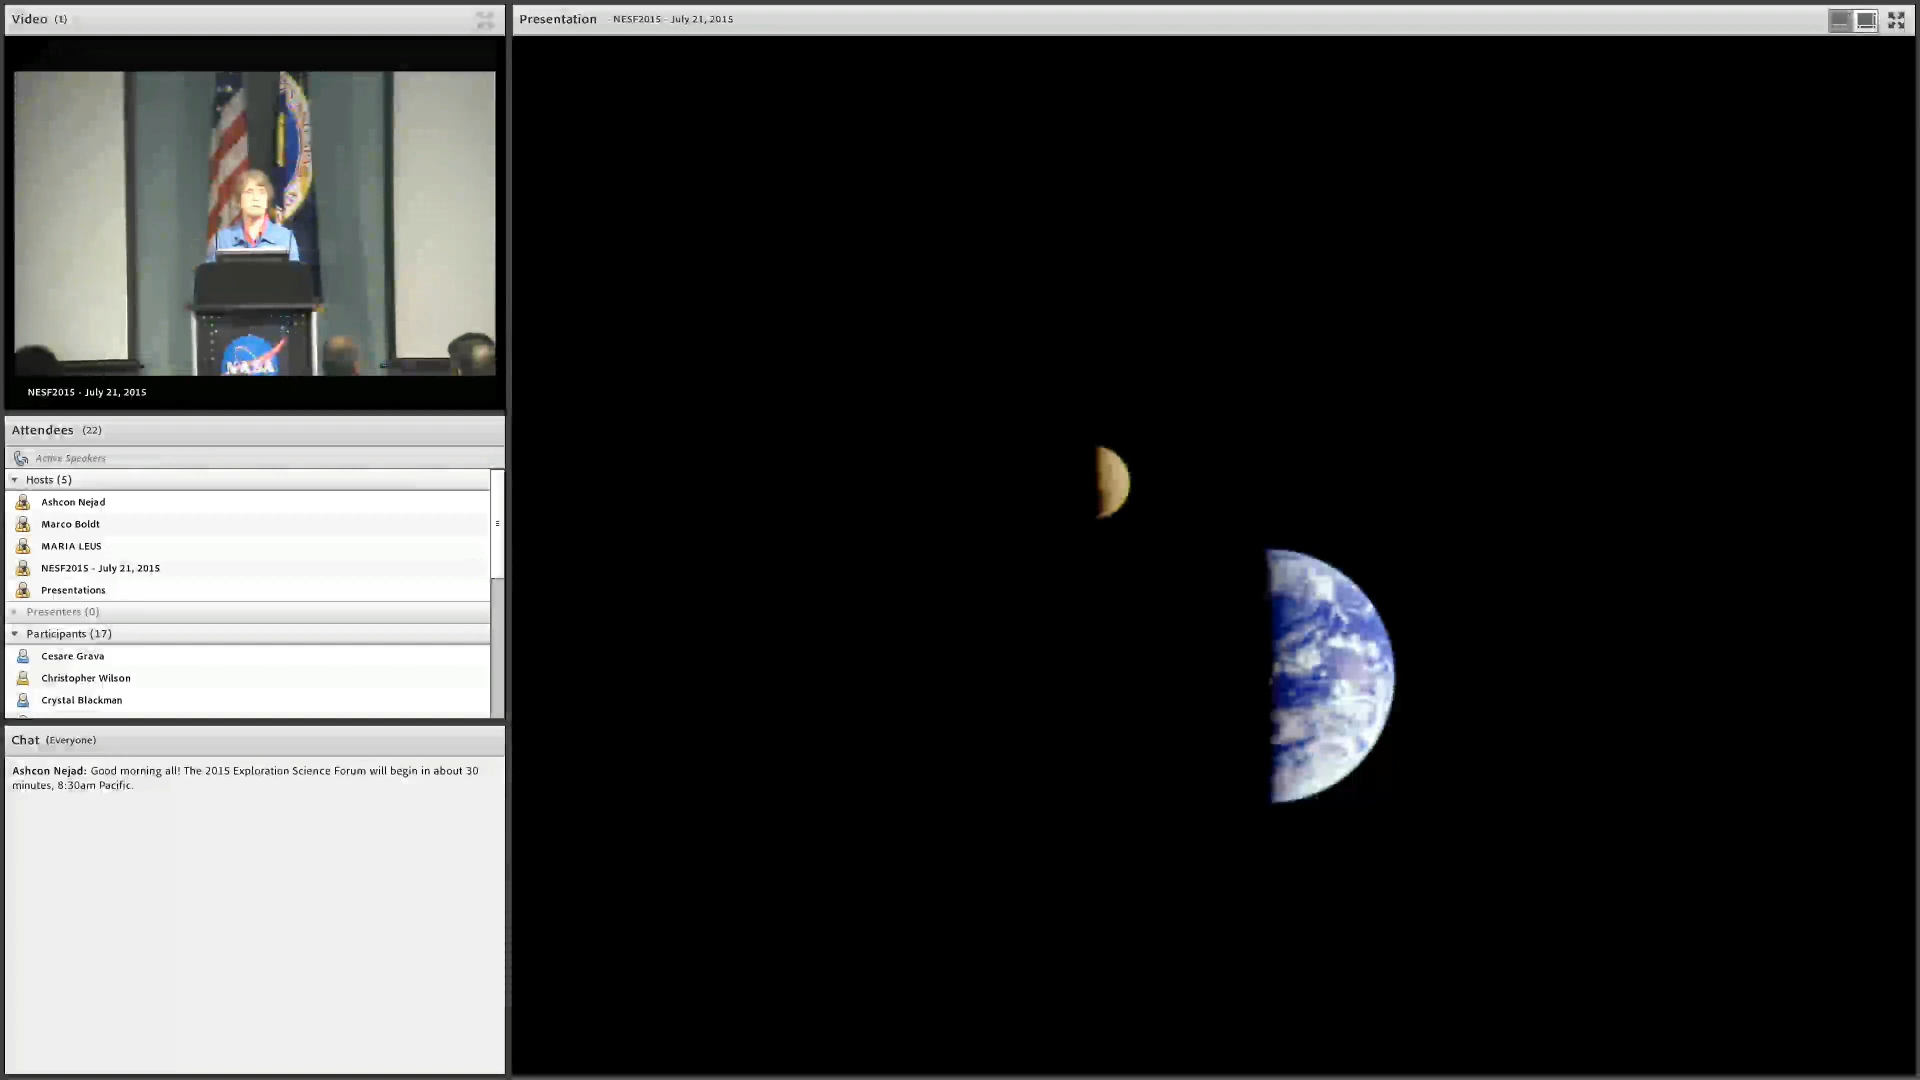 Video (1)
Presentation - NESF2015 - July 21, 2015
NASA
NESF2015 - July 21, 2015
Attendees (22)
Active Speakers
Hosts (5)
Ashcon Nejad
Marco Boldt
MARIA LEUS
NESF2015 - July 21, 2015
Presentations
Presenters (0)
Participants (17)
Cesare Grava
Christopher Wilson
Crystal Blackman
Chat (Everyone)
Ashcon Nejad: Good morning all! The 2015 Exploration Science Forum will begin in about 30
minutes, 8:30am Pacific.